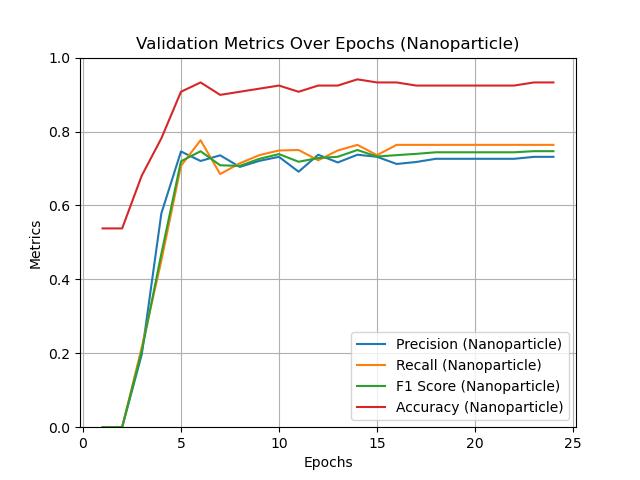 Validation Metrics Over Epochs (Nanoparticle)
1.0
0.8
0.6
0.4
0.2
0.0
Metrics
0 5 10 15 20 25
Epochs
Precision (Nanoparticle)
Recall (Nanoparticle)
F1 Score (Nanoparticle)
Accuracy (Nanoparticle)